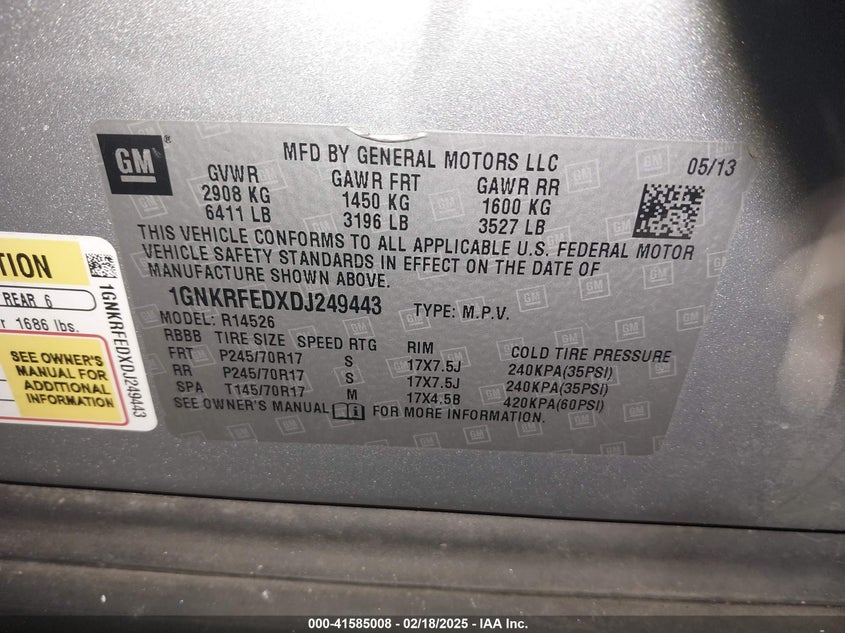 GM ®
MFD BY GENERAL MOTORS LLC
05/13
GVWR GAWR FRT GAWR RR
2908 KG 1450 KG 1600 KG
6411 LB 3196 LB 3527 LB
THIS VEHICLE CONFORMS TO ALL APPLICABLE U.S. FEDERAL MOTOR
VEHICLE SAFETY STANDARDS IN EFFECT ON THE DATE OF
MANUFACTURE SHOWN ABOVE.
1GNKRFEDXDJ249443 TYPE: M.P.V.
MODEL: R14526
RBBB TIRE SIZE SPEED RTG RIM COLD TIRE PRESSURE
FRT P245/70R17 S 17X7.5J 240KPA(35PSI)
RR P245/70R17 S 17X7.5J 240KPA(35PSI)
SPA T145/70R17 M 17X4.5B 420KPA(60PSI)
SEE OWNER'S MANUAL FOR MORE INFORMATION.
REAR 6
1686 lbs.
SEE OWNER'S
MANUAL FOR
ADDITIONAL
INFORMATION
1GNKRFEDXDJ249443
000-41585008 - 02/18/2025 - IAA Inc.